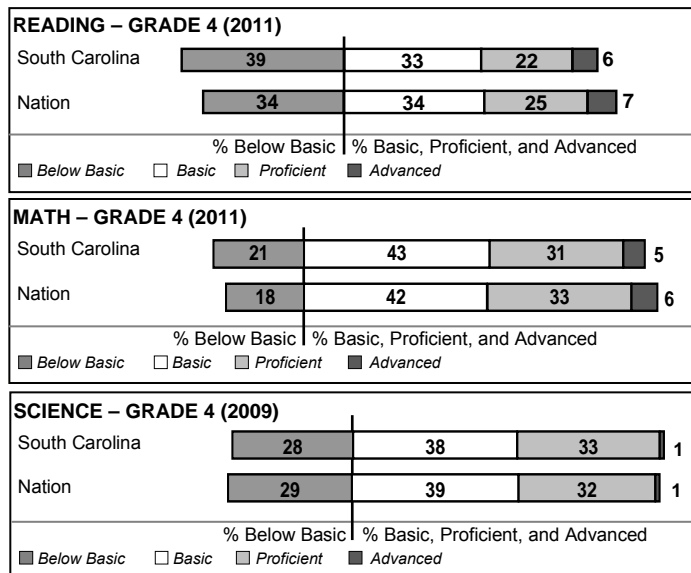 READING – GRADE 4 (2011)
South Carolina 39 33 22 6
Nation 34 34 25 7
% Below Basic % Basic, Proficient, and Advanced
Below Basic Basic Proficient Advanced
MATH – GRADE 4 (2011)
South Carolina 21 43 31 5
Nation 18 42 33 6
% Below Basic % Basic, Proficient, and Advanced
Below Basic Basic Proficient Advanced
SCIENCE – GRADE 4 (2009)
South Carolina 28 38 33 1
Nation 29 39 32 1
% Below Basic % Basic, Proficient, and Advanced
Below Basic Basic Proficient Advanced